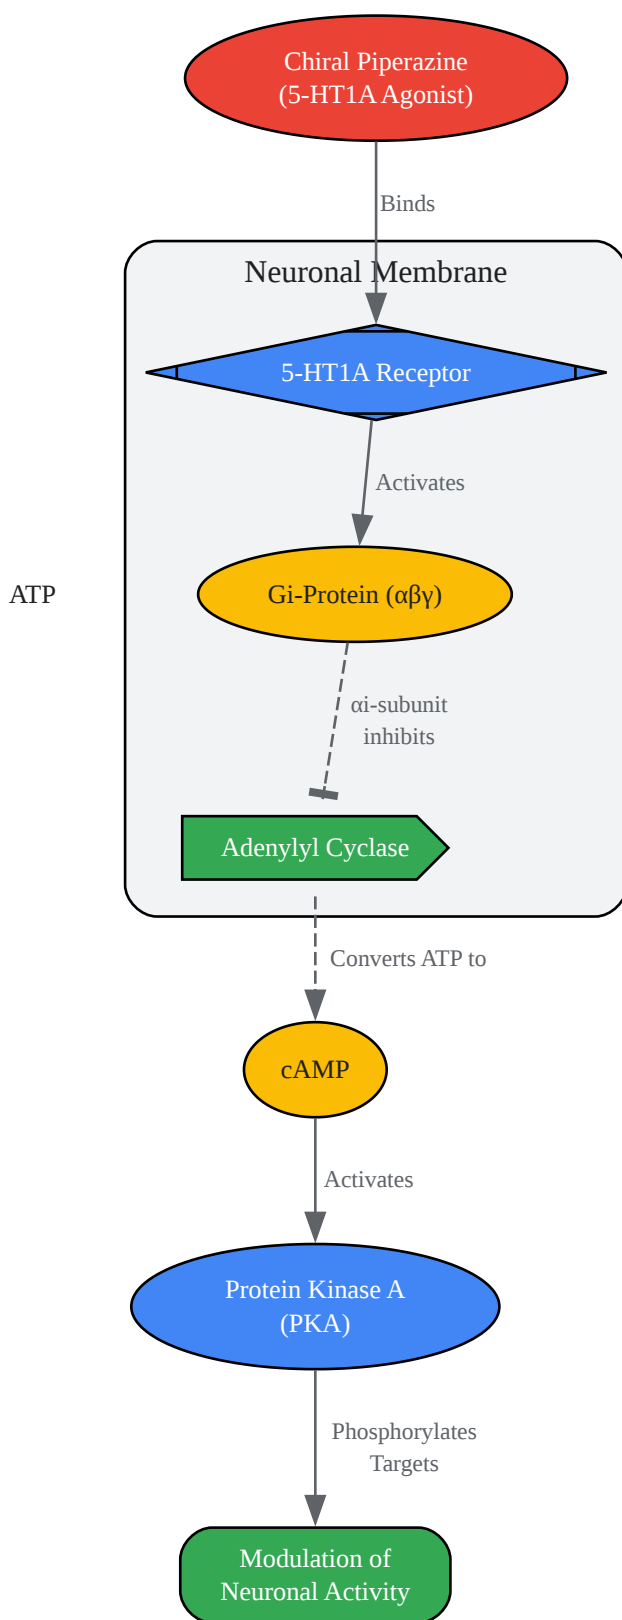 Chiral Piperazine
(5-HT1A Agonist)
Binds
Neuronal Membrane
5-HT1A Receptor
Activates
ATP
Gi-Protein (αβγ)
αi-subunit
inhibits
Adenylyl Cyclase
Converts ATP to
cAMP
Activates
Protein Kinase A
(PKA)
Phosphorylates
Targets
Modulation of
Neuronal Activity